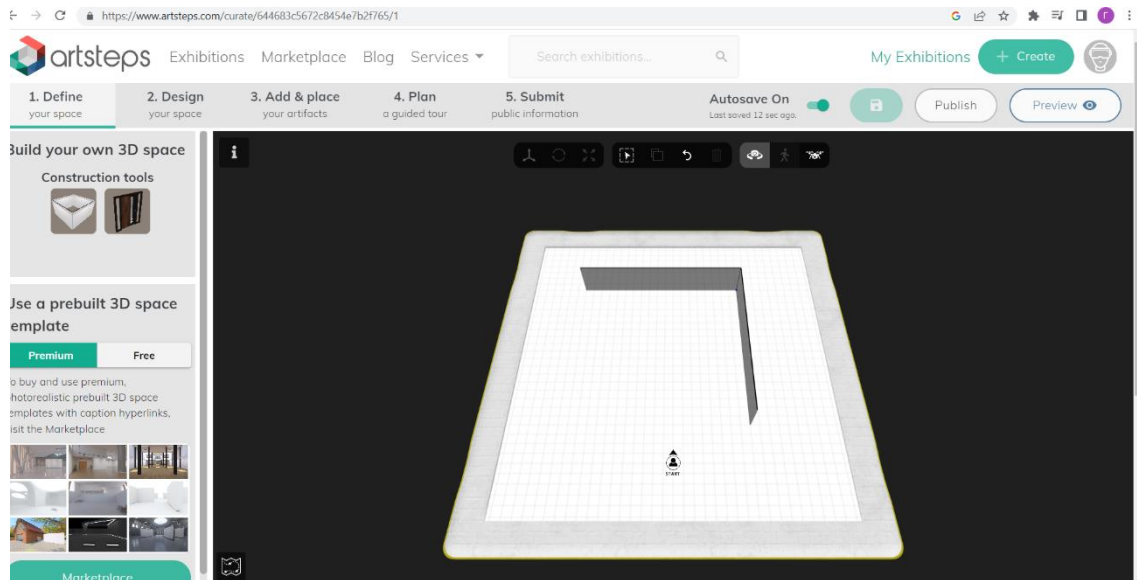 https://www.artsteps.com/curate/644683c5672c8454e7b2f765/1
G
r
artsteps Exhibitions Marketplace Blog Services Search exhibitions... My Exhibitions + Create
1. Define 2. Design 3. Add & place 4. Plan 5. Submit Autosave On Publish Preview
your space your space your artifacts a guided tour public information Last saved 12 sec ago.
Build your own 3D space
i
Construction tools
Use a prebuilt 3D space
template
Premium Free
o buy and use premium,
photorealistic prebuilt 3D space
emplates with caption hyperlinks,
isit the Marketplace
START
Marketplace